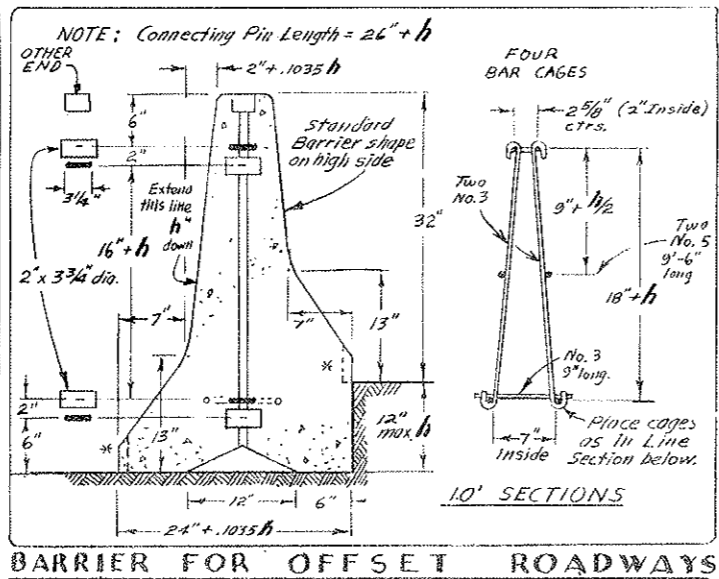 NOTE: Connecting Pin Length = 26" + h
OTHER
END
2" + .1035 h
FOUR
BAR CAGES
6"
2"
3 1/4"
Standard
Barrier shape
on high side
2 5/8" (2" Inside)
ctrs.
Extend
this line
h"
down
16" + h
2" x 3 3/4" dia.
32"
Two
No. 3
9" + h/2
Two
No. 5
9'-6"
long
18" + h
7"
7"
13"
*
No. 3
9" long.
2"
6"
*
13"
12"
max. h
7"
Inside
Place cages
as In Line
Section below.
12"
6"
10' SECTIONS
24" + .1035 h
BARRIER FOR OFFSET ROADWAYS